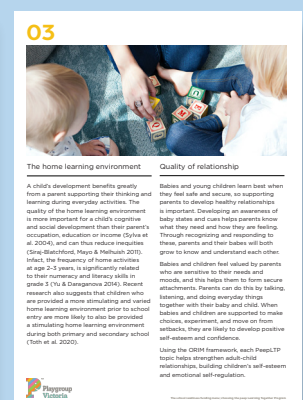 03
The home learning environment
A child's development benefits greatly
from a parent supporting their thinking and
learning during everyday activities. The
quality of the home learning environment
is more important for a child's cognitive
and social development than their parent's
occupation, education or income (Sylva et
al. 2004), and can thus reduce inequities
(Siraj-Blatchford, Mayo & Melhuish 2011).
Infact, the frequency of home activities
at age 2–3 years, is significantly related
to their numeracy and literacy skills in
grade 3 (Yu & Daraganova 2014). Recent
research also suggests that children who
are provided a more stimulating and varied
home learning environment prior to school
entry are more likely to also be provided
a stimulating home learning environment
during both primary and secondary school
(Toth et al. 2020).
Quality of relationship
Babies and young children learn best when
they feel safe and secure, so supporting
parents to develop healthy relationships
is important. Developing an awareness of
baby states and cues helps parents know
what they need and how they are feeling.
Through recognizing and responding to
these, parents and their babies will both
grow to know and understand each other.
Babies and children feel valued by parents
who are sensitive to their needs and
moods, and this helps them to form secure
attachments. Parents can do this by talking,
listening, and doing everyday things
together with their baby and child. When
babies and children are supported to make
choices, experiment, and move on from
setbacks, they are likely to develop positive
self-esteem and confidence.
Using the ORIM framework, each PeepLTP
topic helps strengthen adult-child
relationships, building children's self-esteem
and emotional self-regulation.
Playgroup
Victoria